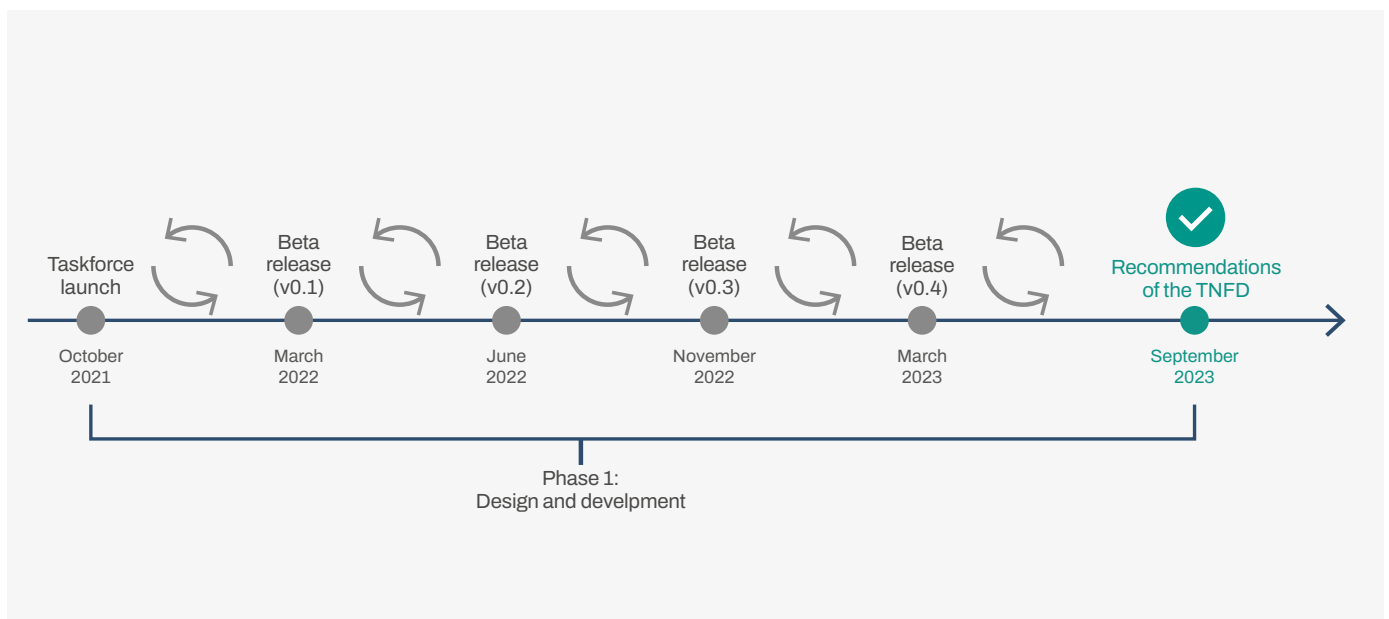 Taskforce
launch
October
2021
Beta
release
(v0.1)
March
2022
Beta
release
(v0.2)
June
2022
Beta
release
(v0.3)
November
2022
Beta
release
(v0.4)
March
2023
Recommendations
of the TNFD
September
2023
Phase 1:
Design and develpment